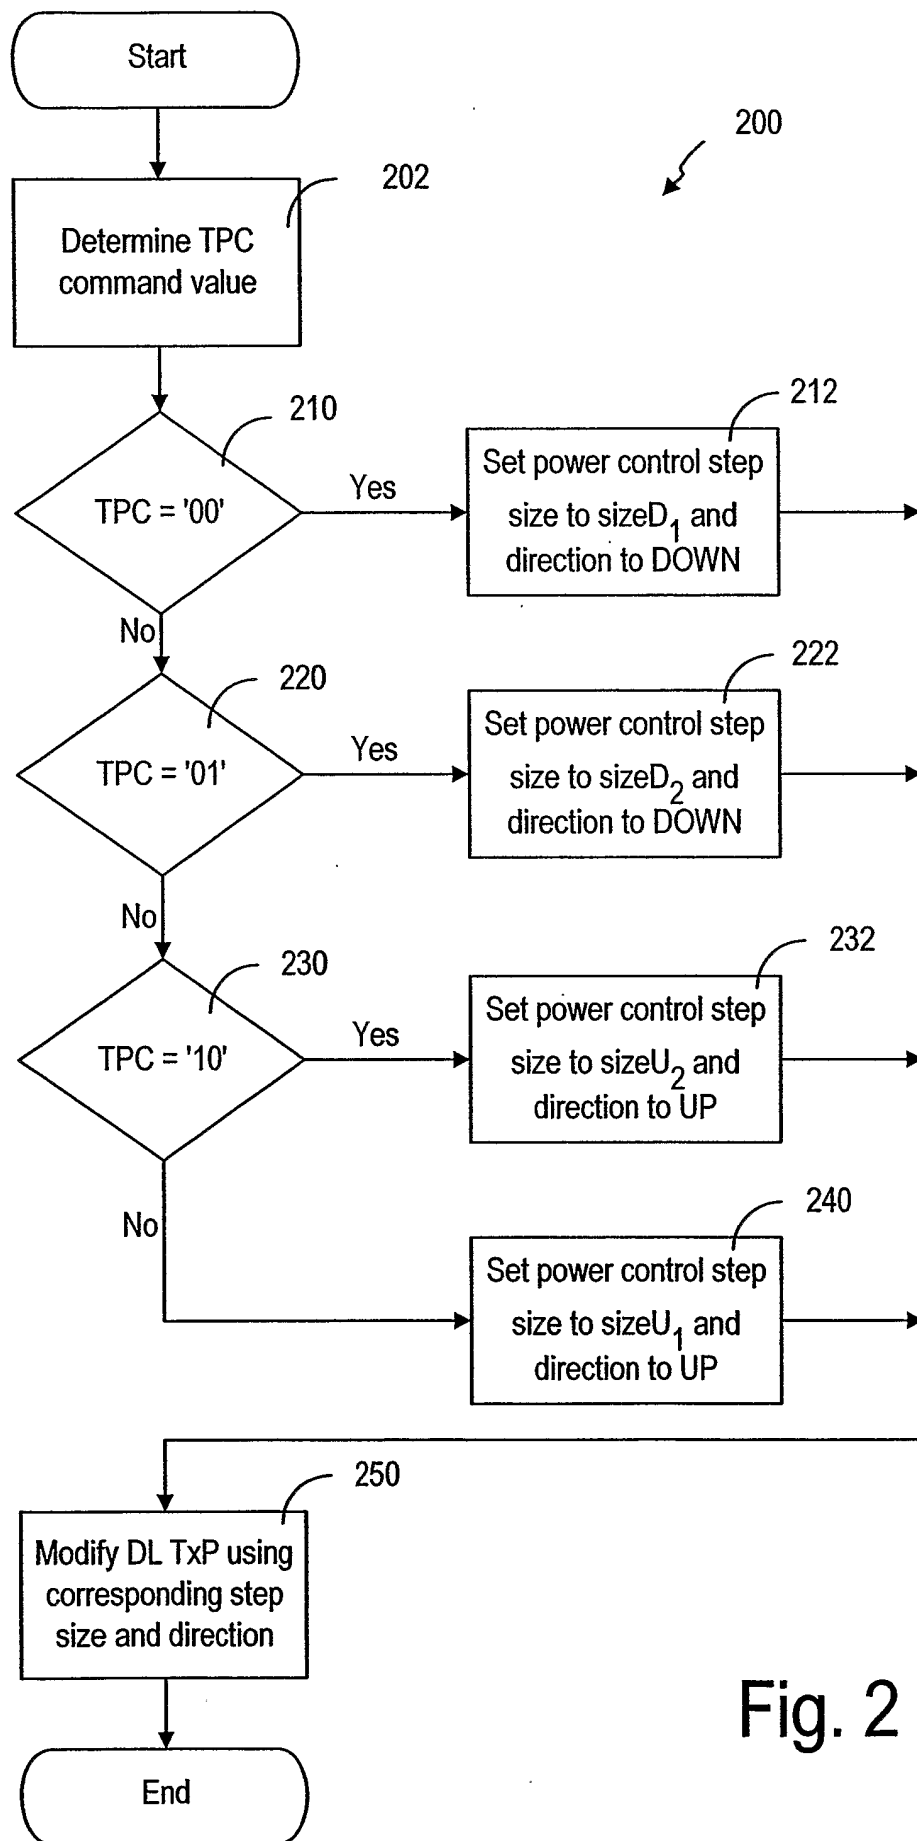 Start
200
202
Determine TPC
command value
210
212
TPC = '00'
Yes
Set power control step
size to sizeD1 and
direction to DOWN
No
220
222
TPC = '01'
Yes
Set power control step
size to sizeD2 and
direction to DOWN
No
230
232
TPC = '10'
Yes
Set power control step
size to sizeU2 and
direction to UP
No
240
Set power control step
size to sizeU1 and
direction to UP
250
Modify DL TxP using
corresponding step
size and direction
End
Fig. 2